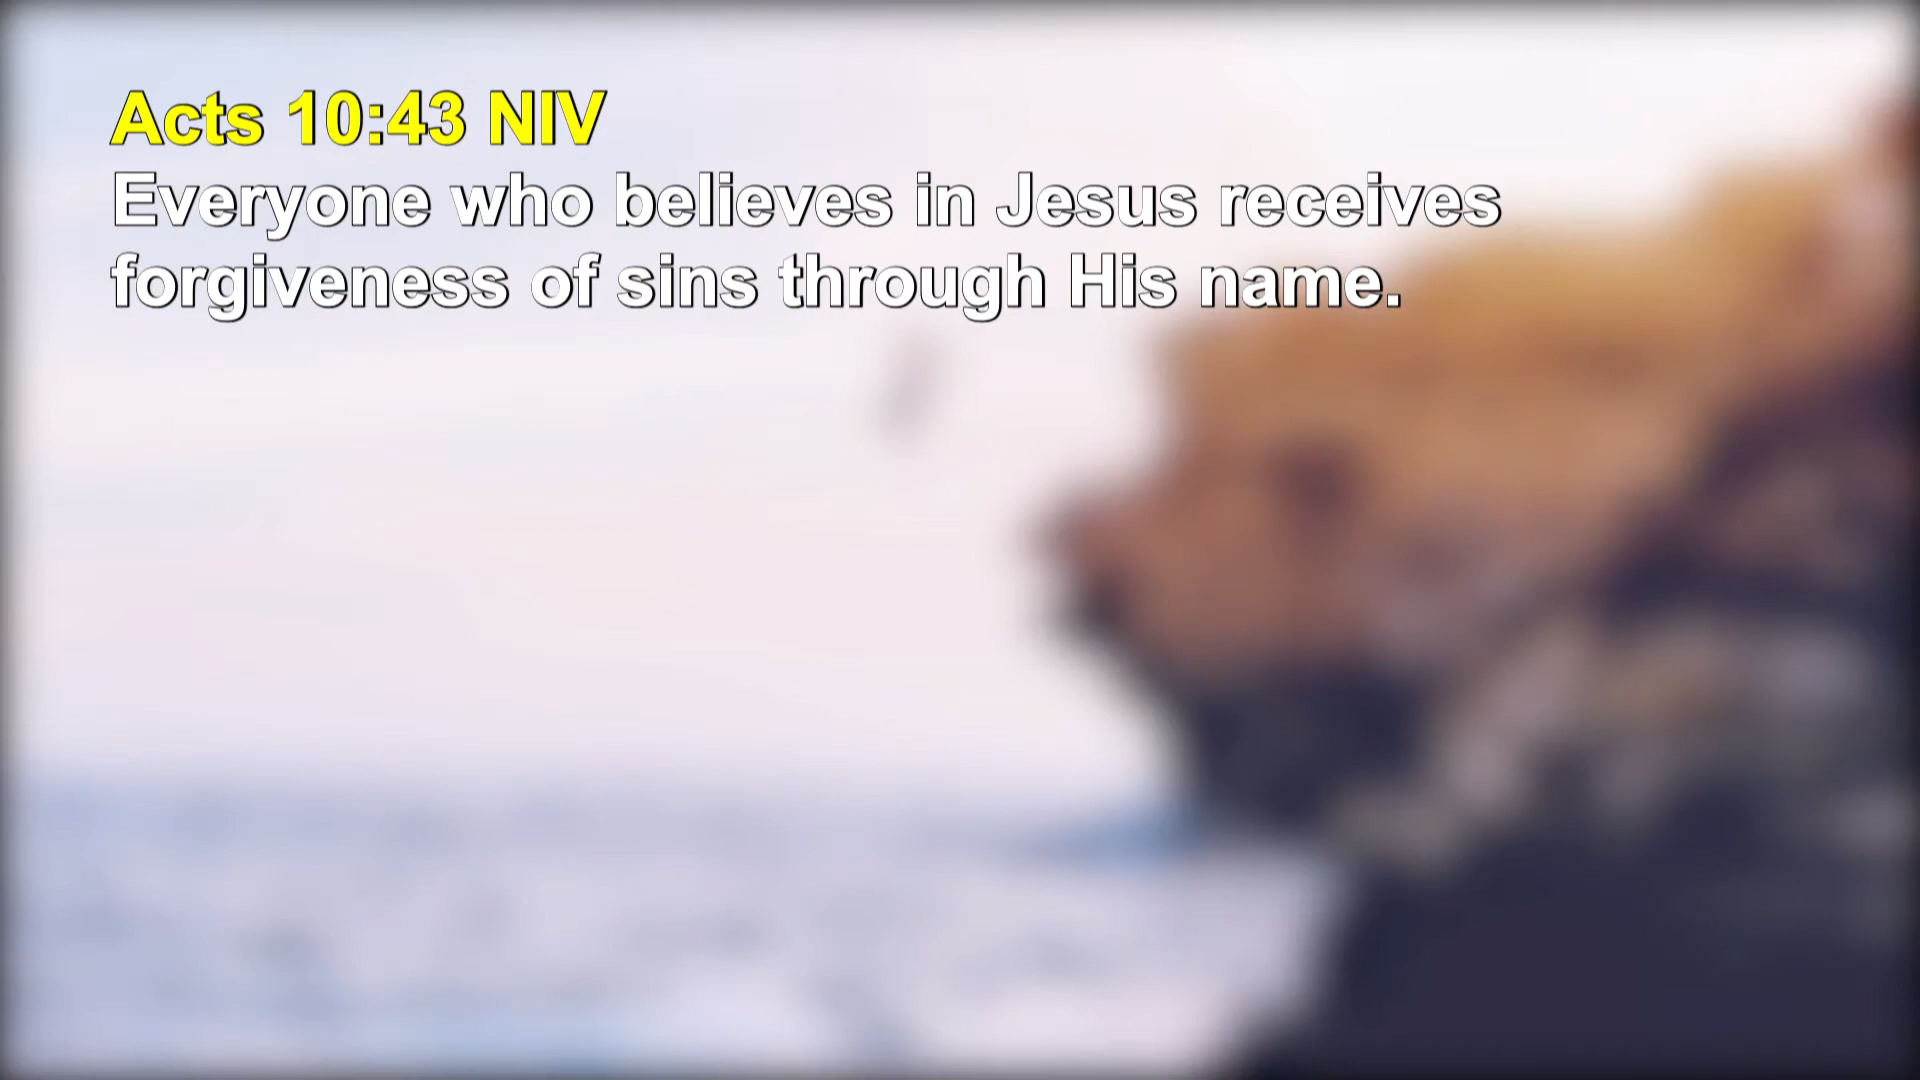 Acts 10:43 NIV
Everyone who believes in Jesus receives
forgiveness of sins through His name.